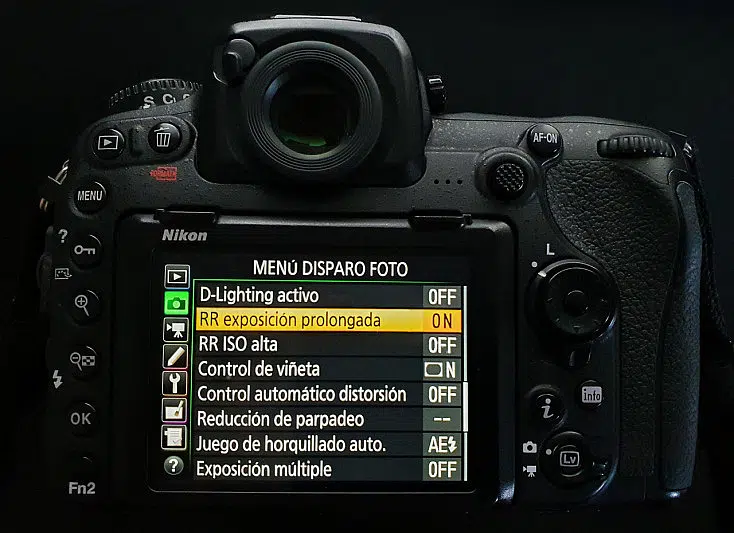 S
AF-ON
FORMAT
MENU
Nikon
?
MENÚ DISPARO FOTO
D-Lighting activo OFF
RR exposición prolongada ON
RR ISO alta OFF
Control de viñeta N
Control automático distorsión OFF
Reducción de parpadeo --
Juego de horquillado auto. AE
Exposición múltiple OFF
?
L
info
i
OK
Lv
Fn2